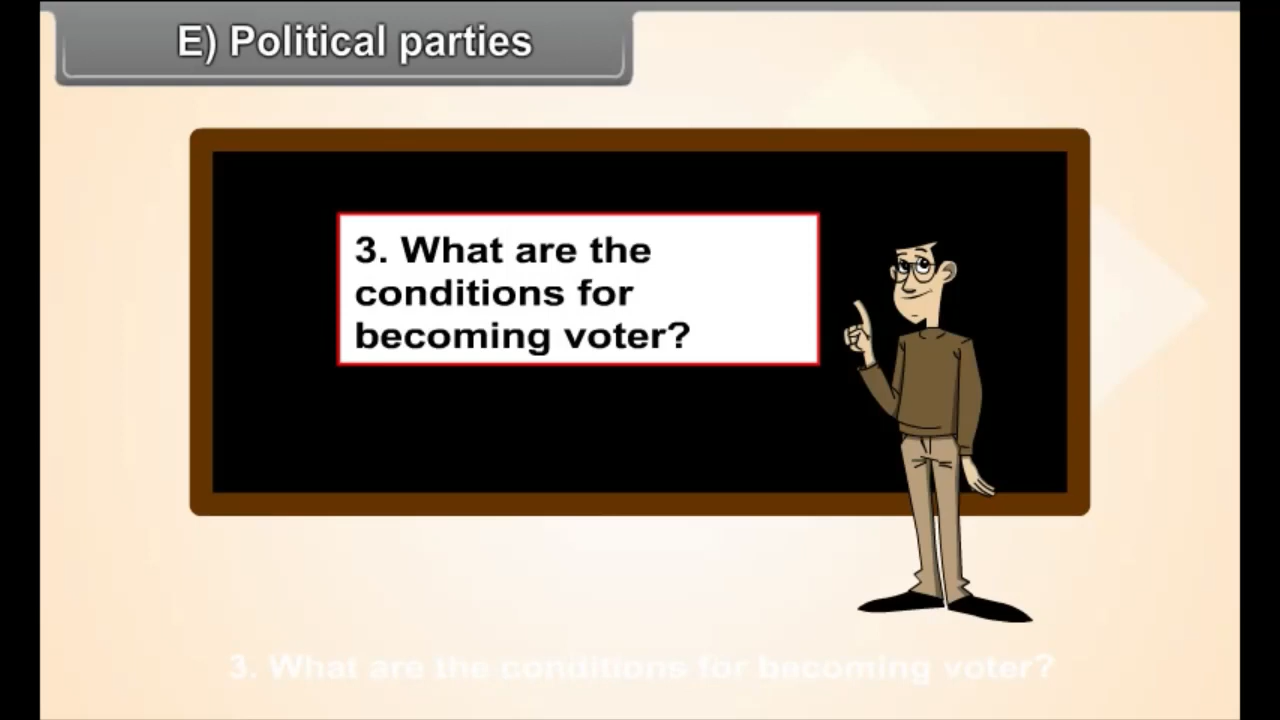 E) Political parties
3. What are the
conditions for
becoming voter?
3. What are the conditions for becoming voter?